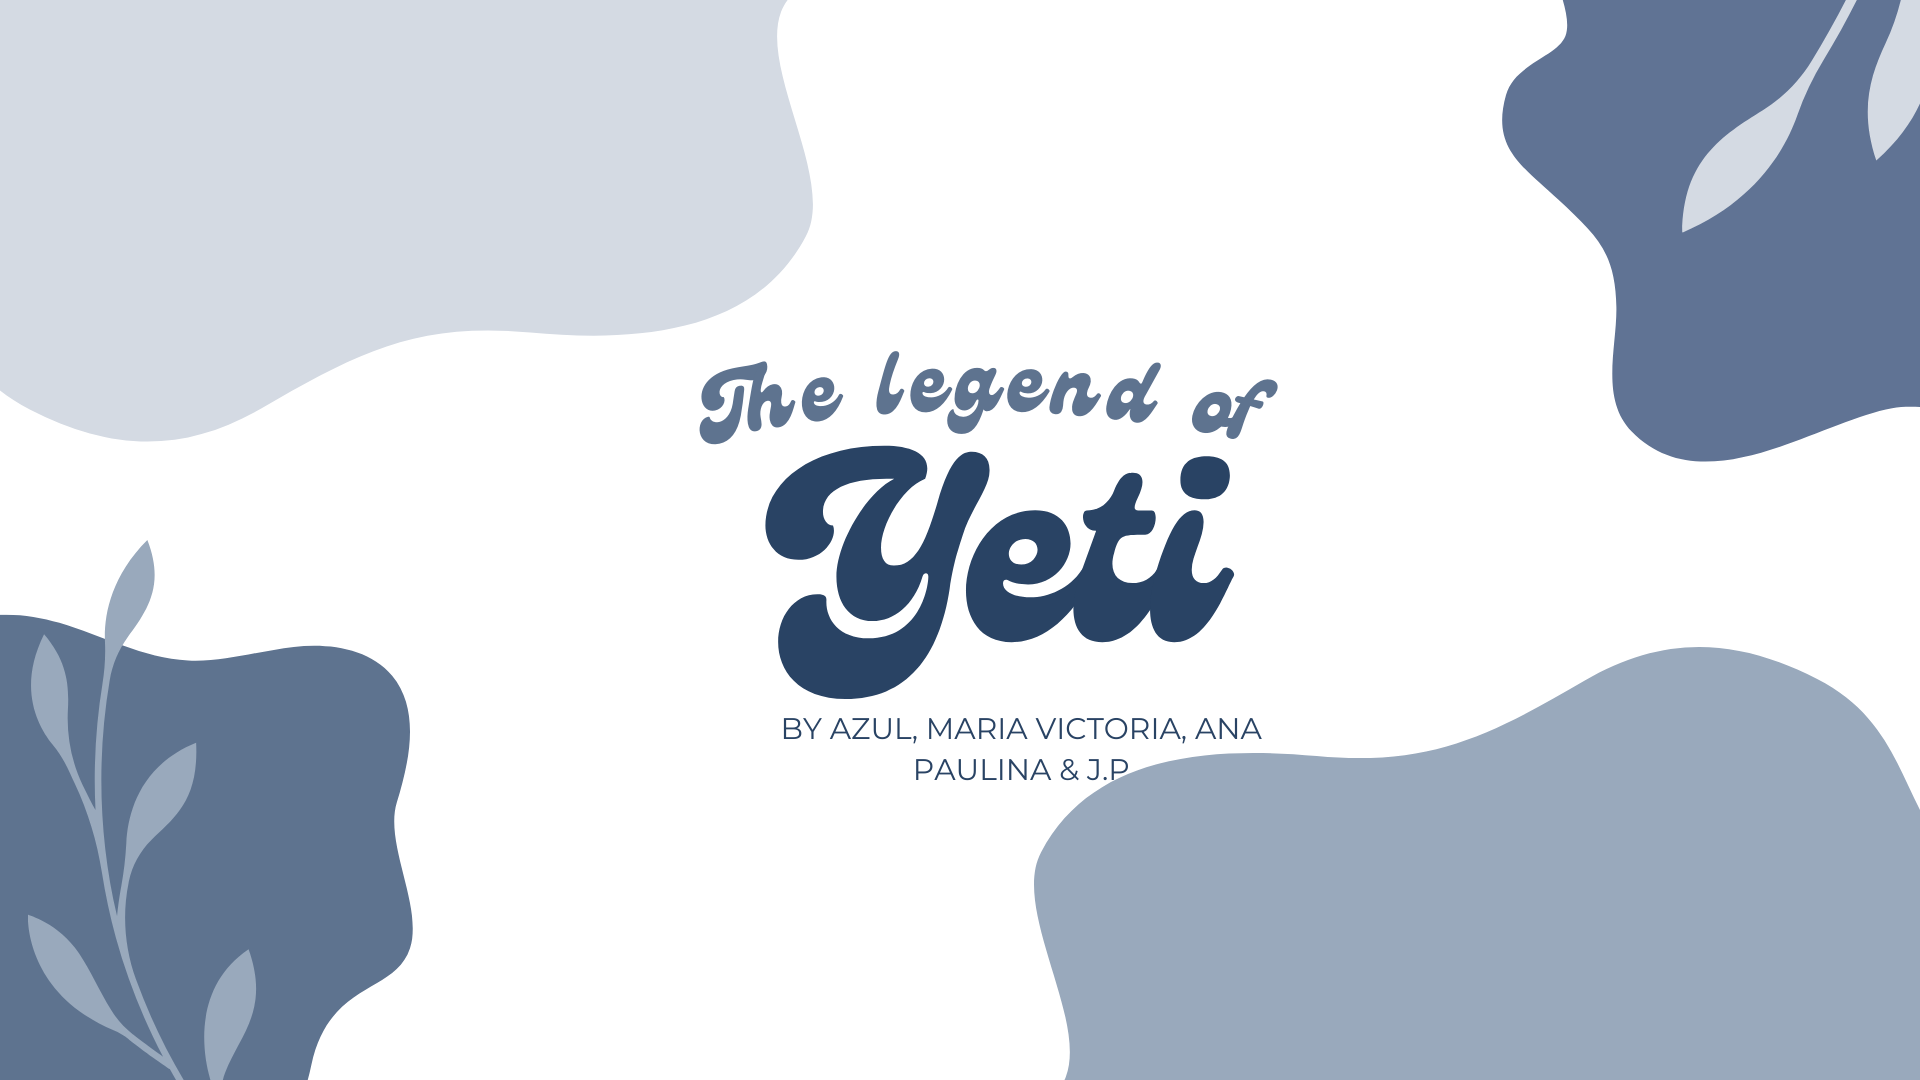 The legend of
Yeti
BY AZUL, MARIA VICTORIA, ANA
PAULINA & J.P